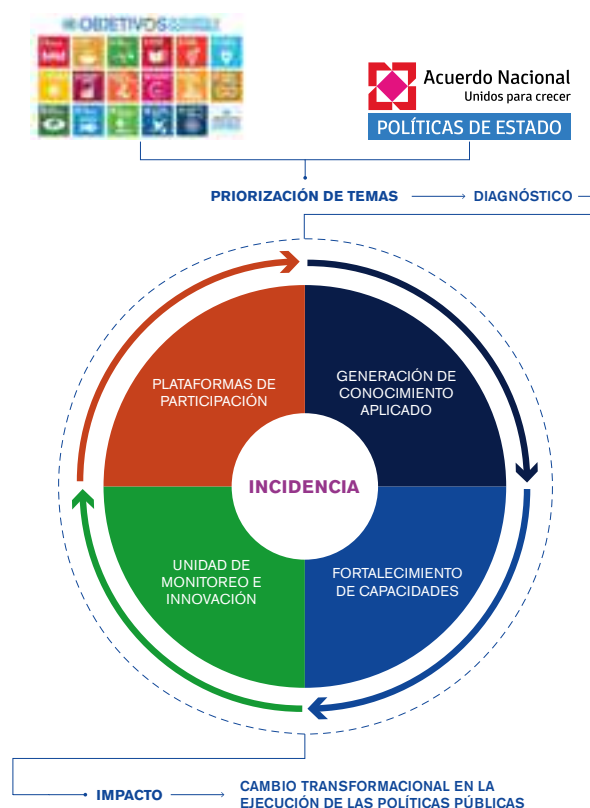 OBJETIVOS
Acuerdo Nacional
Unidos para crecer
POLÍTICAS DE ESTADO
PRIORIZACIÓN DE TEMAS
DIAGNÓSTICO
PLATAFORMAS DE
PARTICIPACIÓN
GENERACIÓN DE
CONOCIMIENTO
APLICADO
INCIDENCIA
UNIDAD DE
MONITOREO E
INNOVACIÓN
FORTALECIMIENTO
DE CAPACIDADES
IMPACTO
CAMBIO TRANSFORMACIONAL EN LA
EJECUCIÓN DE LAS POLÍTICAS PÚBLICAS